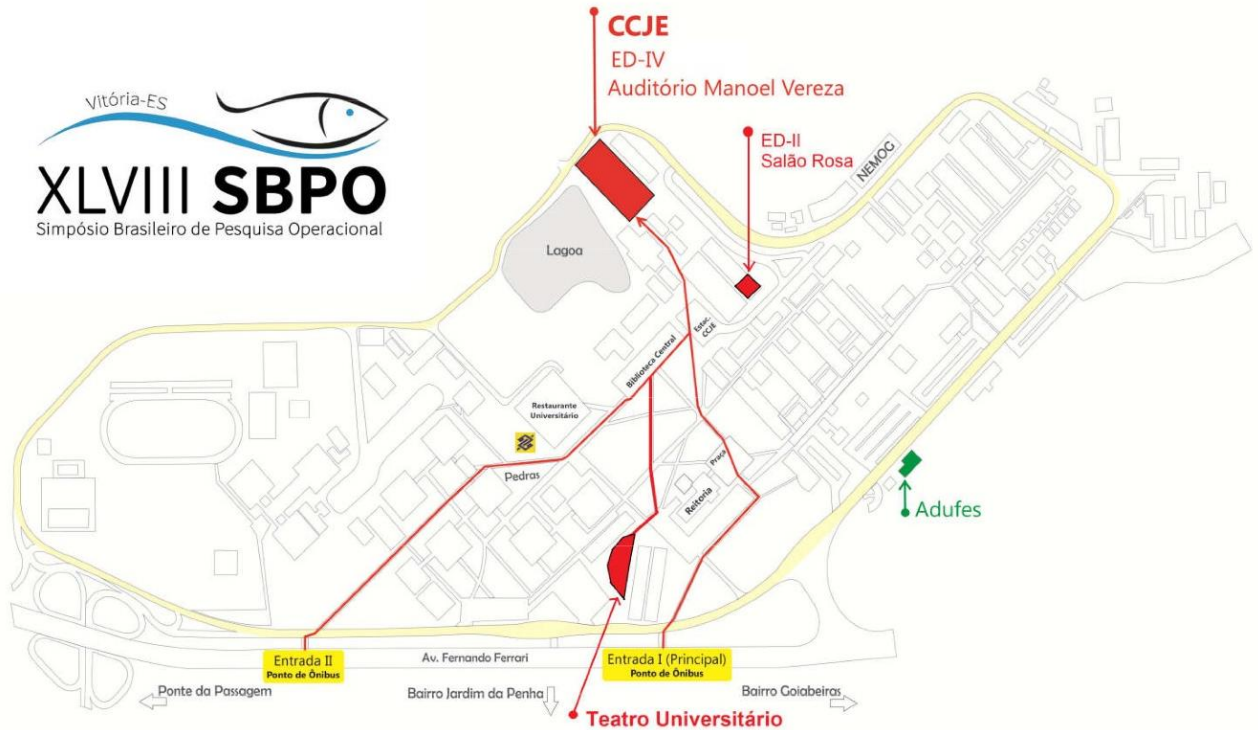 CCJE
ED-IV
Auditório Manoel Vereza
Vitória-ES
XLVIII SBPO
Simpósio Brasileiro de Pesquisa Operacional
ED-II
Salão Rosa
NEMOG
Lagoa
Estac.
CCJE
Biblioteca Central
Restaurante
Universitário
Pedras
Praça
Reitoria
Adufes
Entrada II
Ponto de Ônibus
Av. Fernando Ferrari
Entrada I (Principal)
Ponto de Ônibus
Ponte da Passagem
Bairro Jardim da Penha
Bairro Goiabeiras
Teatro Universitário